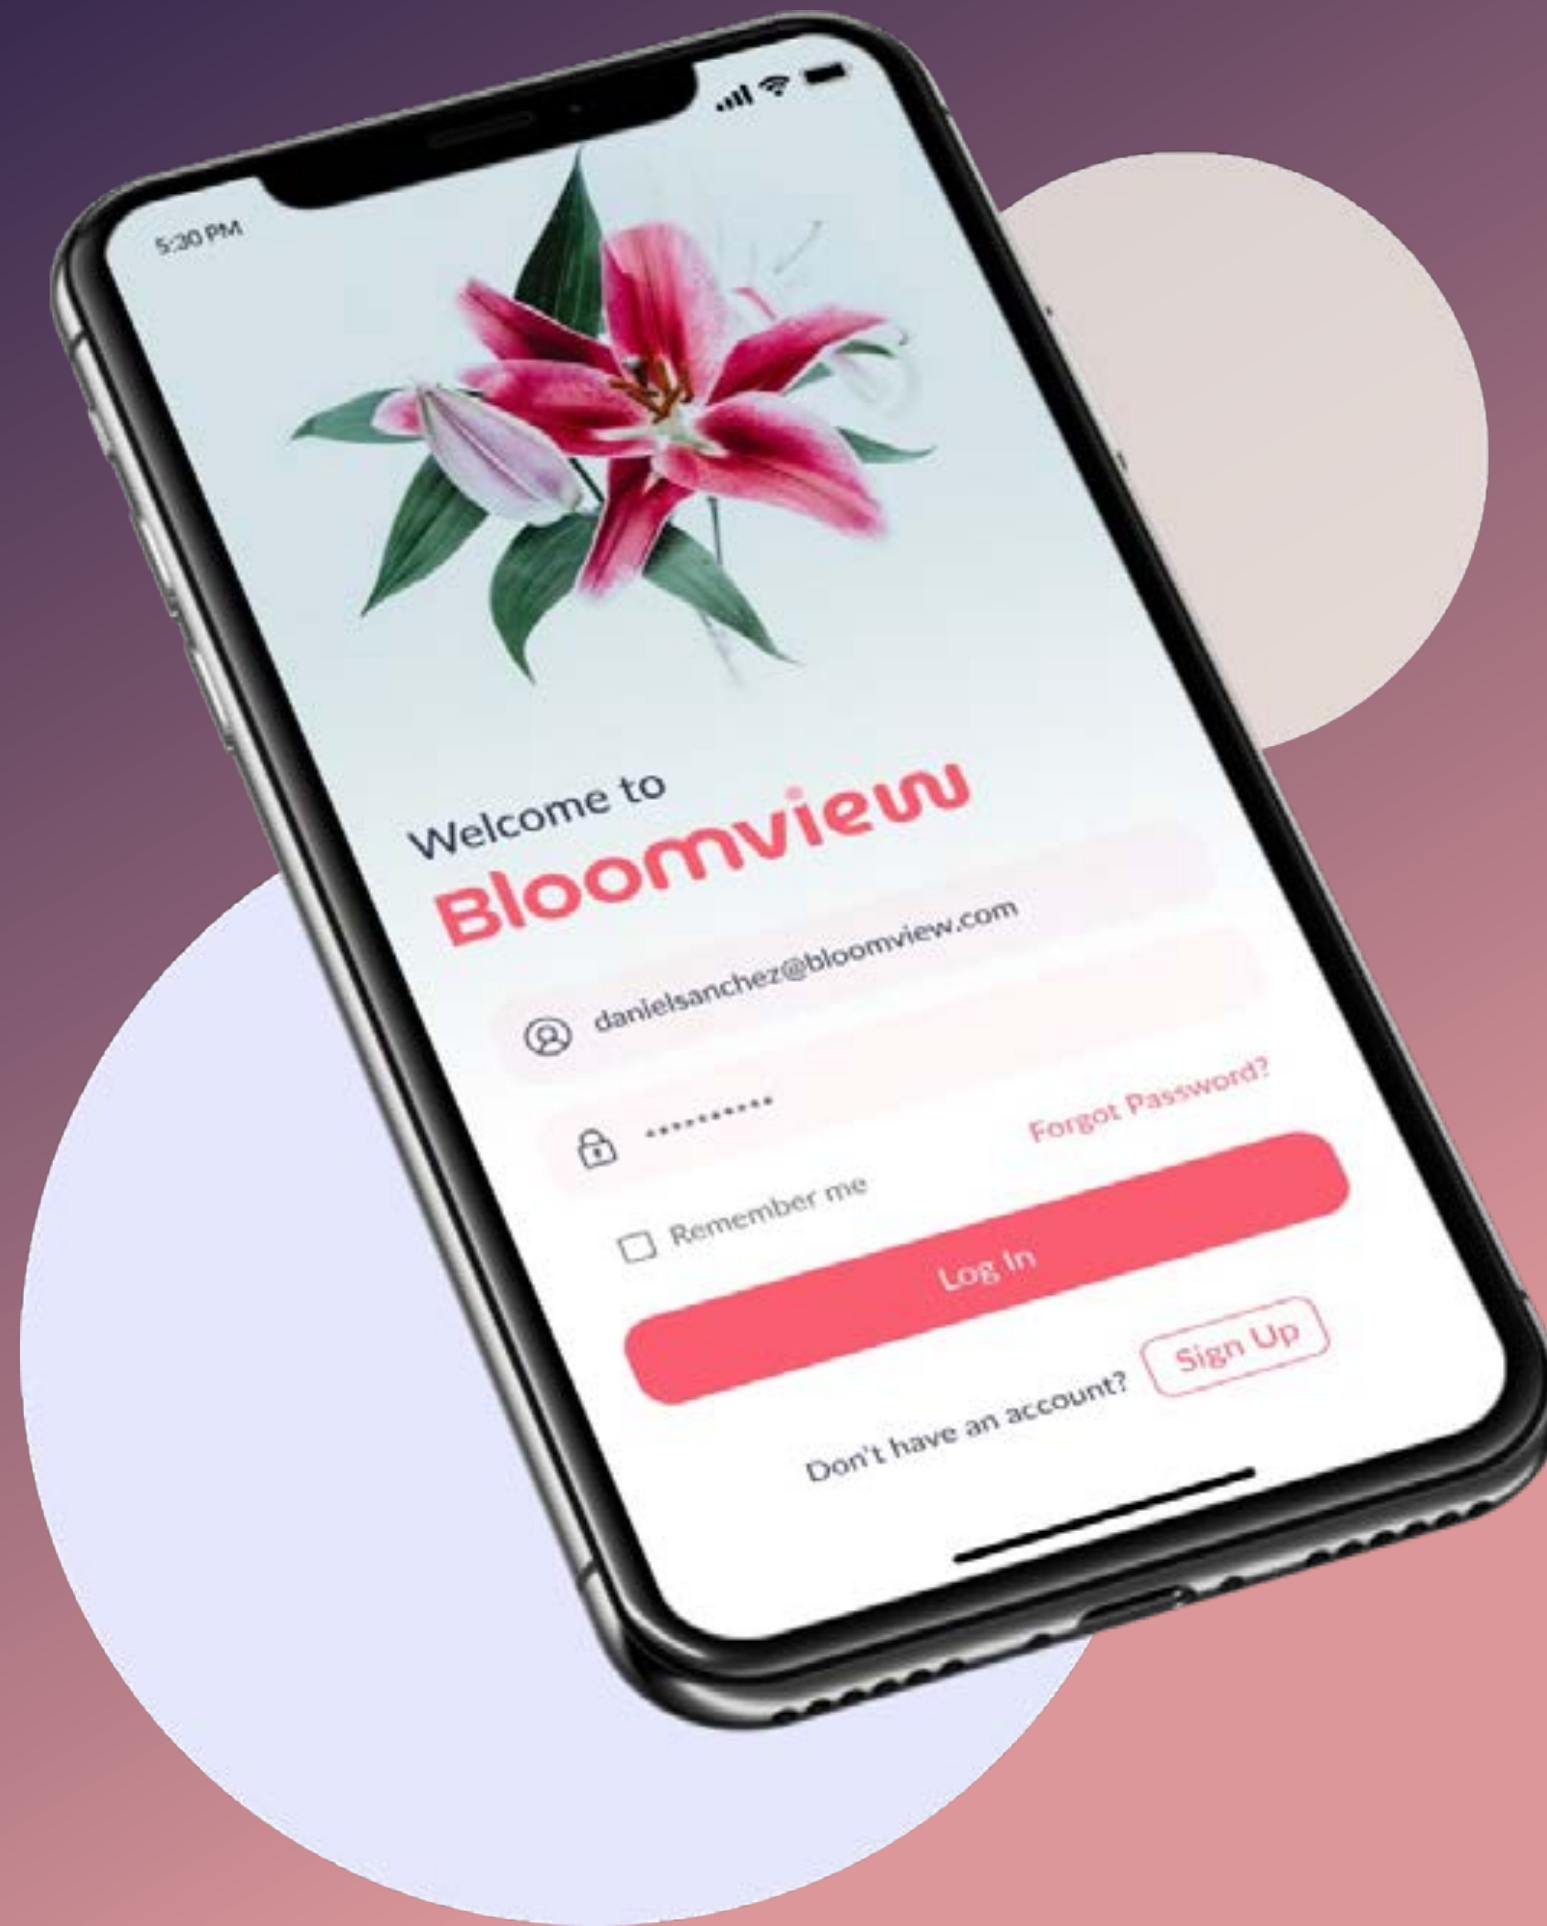 5:30 PM
Welcome to
Bloomview
danielsanchez@bloomview.com
••••••••••
Remember me
Forgot Password?
Log In
Don't have an account?
Sign Up